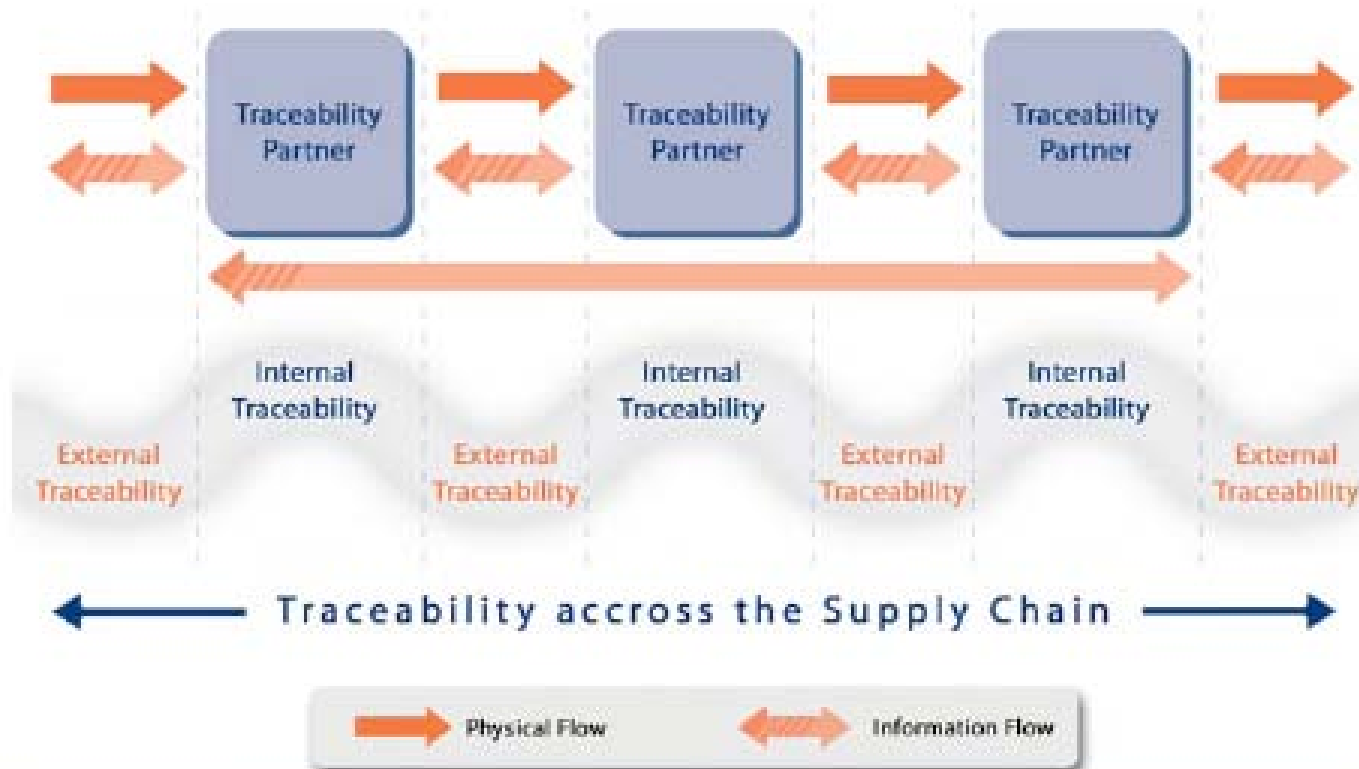 Traceability
Partner
Traceability
Partner
Traceability
Partner
Internal
Traceability
Internal
Traceability
Internal
Traceability
External
Traceability
External
Traceability
External
Traceability
External
Traceability
Traceability accross the Supply Chain
Physical Flow
Information Flow